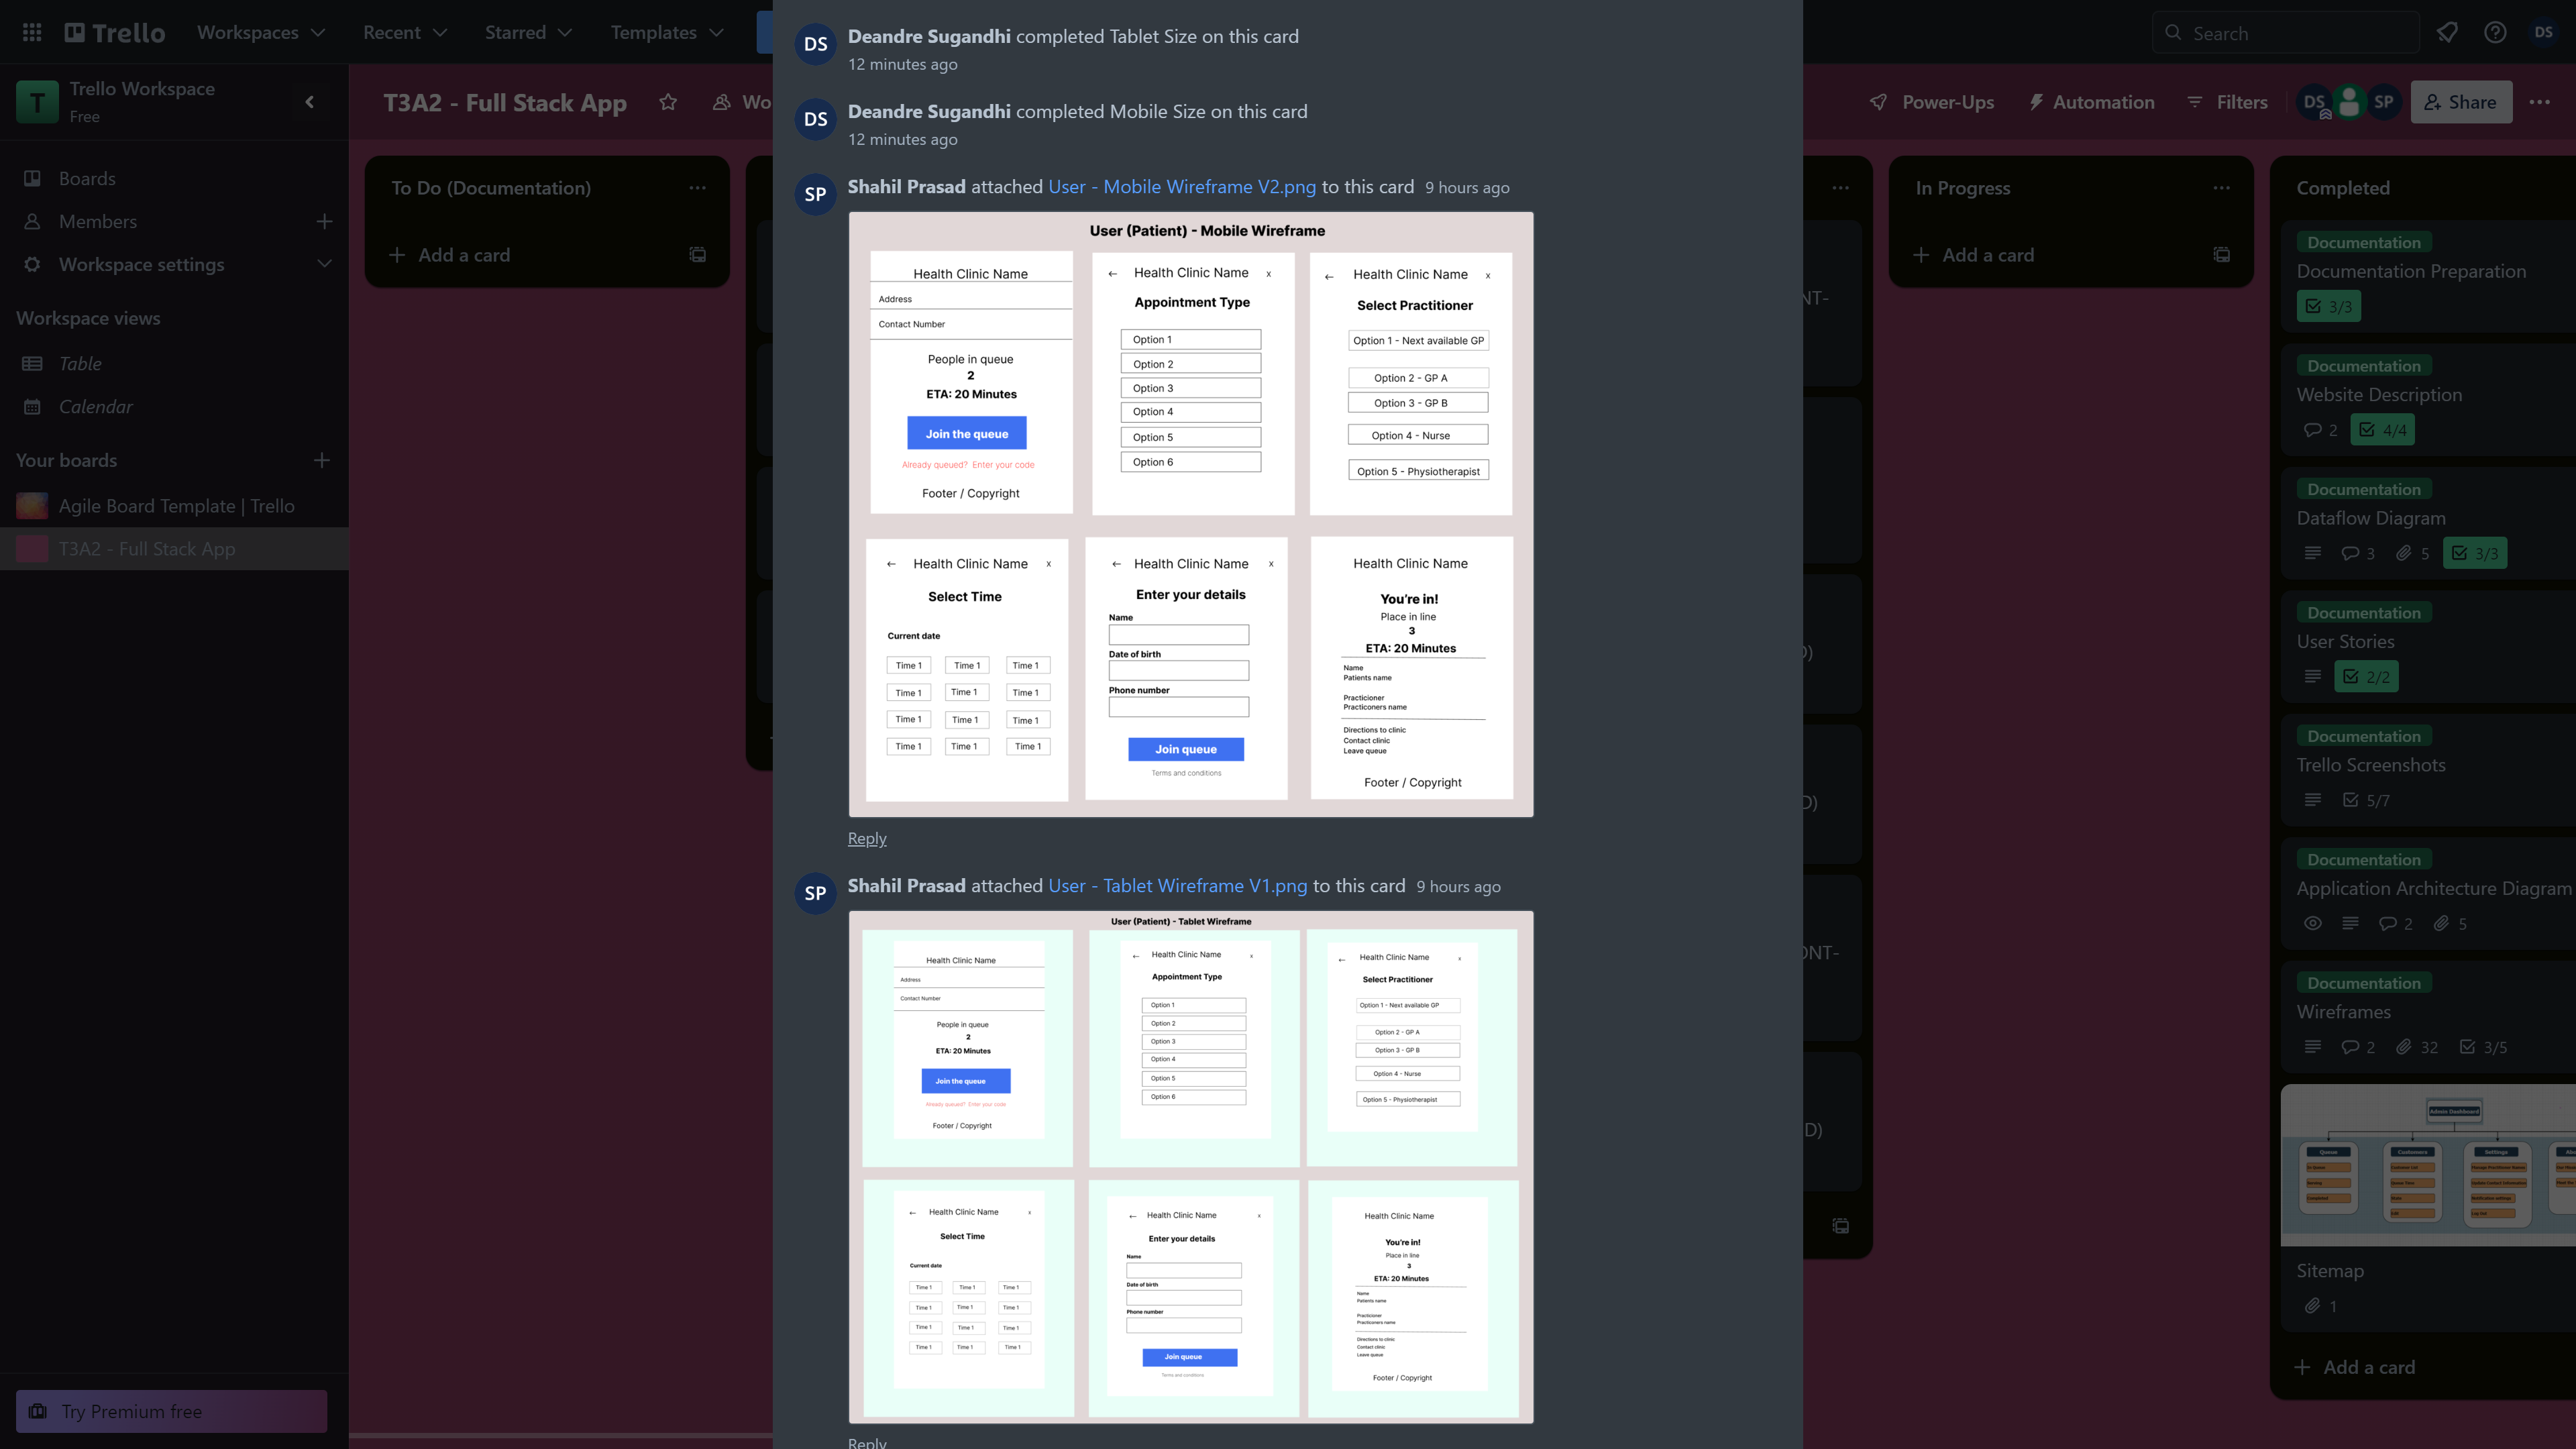 Trello
Workspaces
Recent
Starred
Templates
Search
DS
T
Trello Workspace
Free
T3A2 - Full Stack App
Wo
Power-Ups
Automation
Filters
DS
SP
Share
Boards
Members
Workspace settings
Workspace views
Table
Calendar
Your boards
Agile Board Template | Trello
T3A2 - Full Stack App
Try Premium free
To Do (Documentation)
Add a card
DS
Deandre Sugandhi completed Tablet Size on this card
12 minutes ago
DS
Deandre Sugandhi completed Mobile Size on this card
12 minutes ago
SP
Shahil Prasad attached User - Mobile Wireframe V2.png to this card 9 hours ago
User (Patient) - Mobile Wireframe
Health Clinic Name
Address
Contact Number
People in queue
2
ETA: 20 Minutes
Join the queue
Already queued? Enter your code
Footer / Copyright
← Health Clinic Name x
Appointment Type
Option 1
Option 2
Option 3
Option 4
Option 5
Option 6
← Health Clinic Name x
Select Practitioner
Option 1 - Next available GP
Option 2 - GP A
Option 3 - GP B
Option 4 - Nurse
Option 5 - Physiotherapist
← Health Clinic Name x
Select Time
Current date
Time 1 Time 1 Time 1
Time 1 Time 1 Time 1
Time 1 Time 1 Time 1
Time 1 Time 1 Time 1
← Health Clinic Name x
Enter your details
Name
Date of birth
Phone number
Join queue
Terms and conditions
Health Clinic Name
You're in!
Place in line
3
ETA: 20 Minutes
Name
Patients name
Practicioner
Practiconers name
Directions to clinic
Contact clinic
Leave queue
Footer / Copyright
Reply
SP
Shahil Prasad attached User - Tablet Wireframe V1.png to this card 9 hours ago
User (Patient) - Tablet Wireframe
Health Clinic Name
Address
Contact Number
People in queue
2
ETA: 20 Minutes
Join the queue
Already queued? Enter your code
Footer / Copyright
← Health Clinic Name x
Appointment Type
Option 1
Option 2
Option 3
Option 4
Option 5
Option 6
← Health Clinic Name x
Select Practitioner
Option 1 - Next available GP
Option 2 - GP A
Option 3 - GP B
Option 4 - Nurse
Option 5 - Physiotherapist
← Health Clinic Name x
Select Time
Current date
Time 1 Time 1 Time 1
Time 1 Time 1 Time 1
Time 1 Time 1 Time 1
Time 1 Time 1 Time 1
← Health Clinic Name x
Enter your details
Name
Date of birth
Phone number
Join queue
Terms and conditions
Health Clinic Name
You're in!
Place in line
3
ETA: 20 Minutes
Name
Patients name
Directions to clinic
Contact clinic
Leave queue
Footer / Copyright
Reply
NT-
D)
D)
ONT-
D)
In Progress
Add a card
Completed
Documentation
Documentation Preparation
3/3
Documentation
Website Description
2 4/4
Documentation
Dataflow Diagram
3 5 3/3
Documentation
User Stories
2/2
Documentation
Trello Screenshots
5/7
Documentation
Application Architecture Diagram
2 5
Documentation
Wireframes
2 32 3/5
Admin Dashboard
Queue
Customers
Settings
Sitemap
1
Add a card